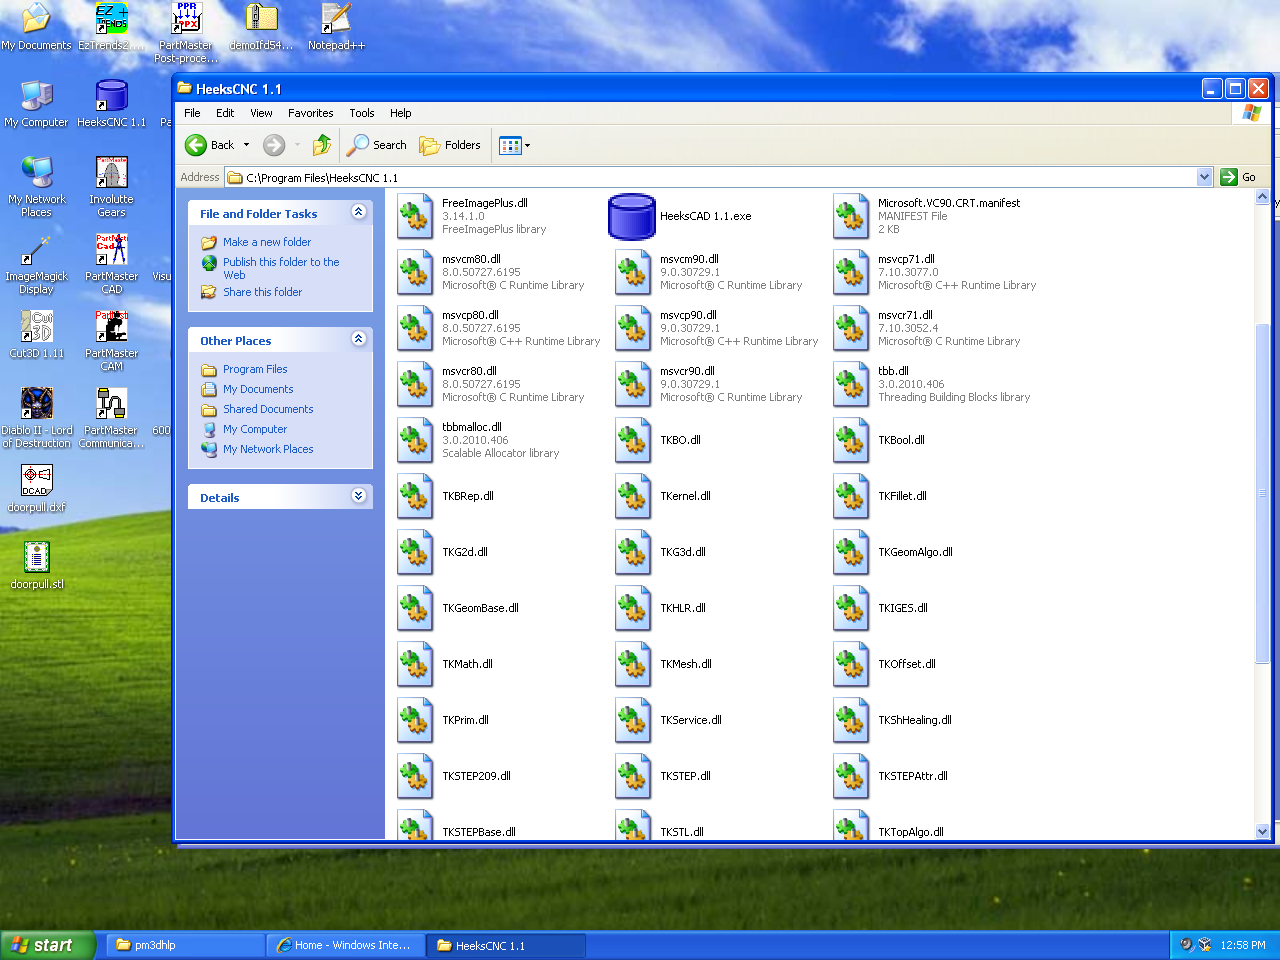 My Documents
EzTrends2....
PartMaster
Post-proce...
demoIfd54...
Notepad++
My Computer
HeeksCNC 1.1
Pa
My Network
Places
Involutte
Gears
ImageMagick
Display
PartMaster
CAD
Visu
Cut3D 1.11
PartMaster
CAM
Diablo II - Lord
of Destruction
PartMaster
Communica...
600
doorpull.dxf
doorpull.stl
HeeksCNC 1.1
File Edit View Favorites Tools Help
Back Search Folders
Address C:\Program Files\HeeksCNC 1.1 Go
File and Folder Tasks
Make a new folder
Publish this folder to the
Web
Share this folder
Other Places
Program Files
My Documents
Shared Documents
My Computer
My Network Places
Details
FreeImagePlus.dll
3.14.1.0
FreeImagePlus library
HeeksCAD 1.1.exe
Microsoft.VC90.CRT.manifest
MANIFEST File
2 KB
msvcm80.dll
8.0.50727.6195
Microsoft® C Runtime Library
msvcm90.dll
9.0.30729.1
Microsoft® C Runtime Library
msvcp71.dll
7.10.3077.0
Microsoft® C++ Runtime Library
msvcp80.dll
8.0.50727.6195
Microsoft® C++ Runtime Library
msvcp90.dll
9.0.30729.1
Microsoft® C++ Runtime Library
msvcr71.dll
7.10.3052.4
Microsoft® C Runtime Library
msvcr80.dll
8.0.50727.6195
Microsoft® C Runtime Library
msvcr90.dll
9.0.30729.1
Microsoft® C Runtime Library
tbb.dll
3.0.2010.406
Threading Building Blocks library
tbbmalloc.dll
3.0.2010.406
Scalable Allocator library
TKBO.dll
TKBool.dll
TKBRep.dll
TKernel.dll
TKFillet.dll
TKG2d.dll
TKG3d.dll
TKGeomAlgo.dll
TKGeomBase.dll
TKHLR.dll
TKIGES.dll
TKMath.dll
TKMesh.dll
TKOffset.dll
TKPrim.dll
TKService.dll
TKShHealing.dll
TKSTEP209.dll
TKSTEP.dll
TKSTEPAttr.dll
TKSTEPBase.dll
TKSTL.dll
TKTopAlgo.dll
start
pm3dhlp
Home - Windows Inte...
HeeksCNC 1.1
12:58 PM